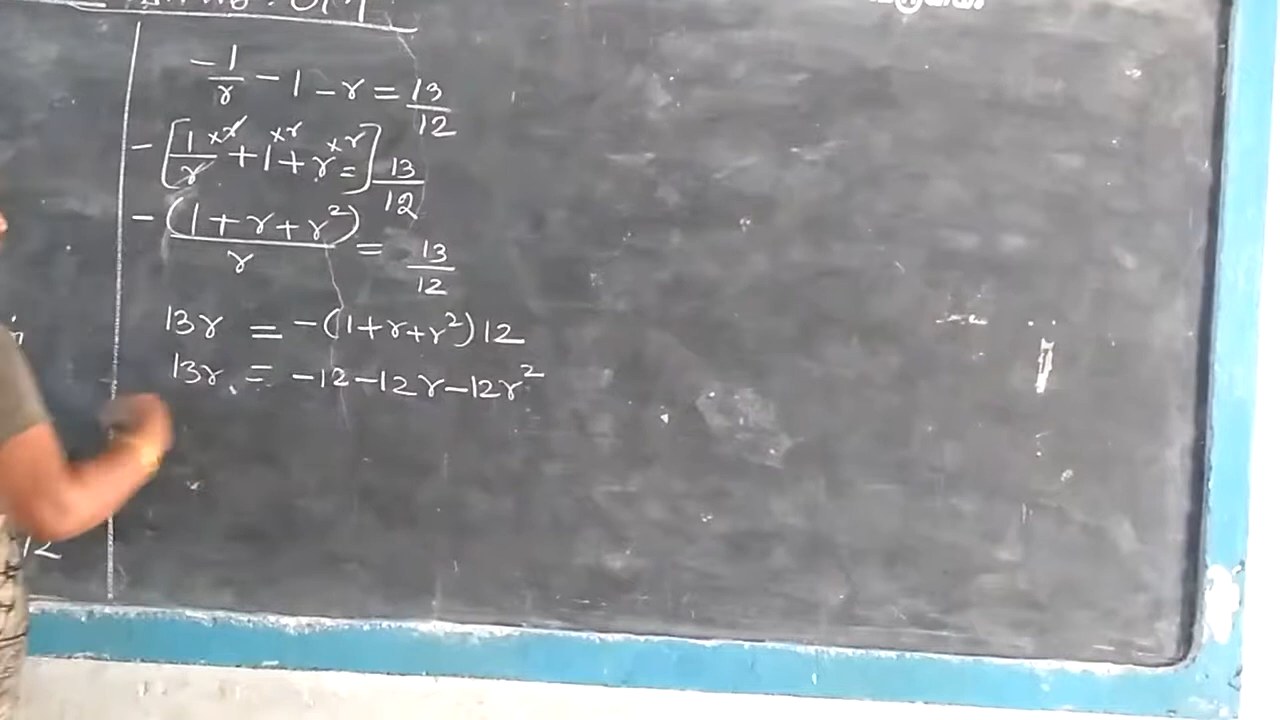 -1/r - 1 - r = 13/12
-[1/r ×r + 1 ×r + r ×r =] 13/12
-(1 + r + r²)/r = 13/12
13r = -(1+r+r²)12
13r = -12-12r-12r²
12